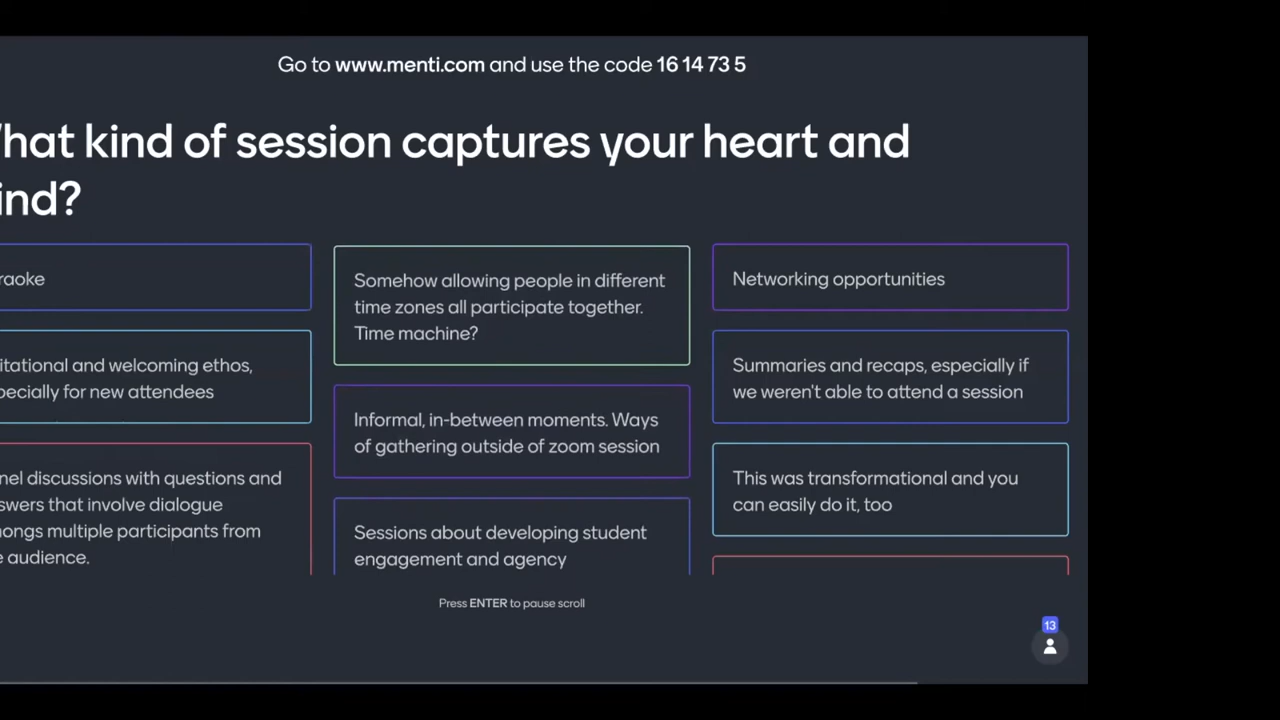 Go to www.menti.com and use the code 16 14 73 5
hat kind of session captures your heart and
ind?
raoke
itational and welcoming ethos,
pecially for new attendees
nel discussions with questions and
swers that involve dialogue
mongs multiple participants from
e audience.
Somehow allowing people in different
time zones all participate together.
Time machine?
Informal, in-between moments. Ways
of gathering outside of zoom session
Sessions about developing student
engagement and agency
Networking opportunities
Summaries and recaps, especially if
we weren't able to attend a session
This was transformational and you
can easily do it, too
Press ENTER to pause scroll
13